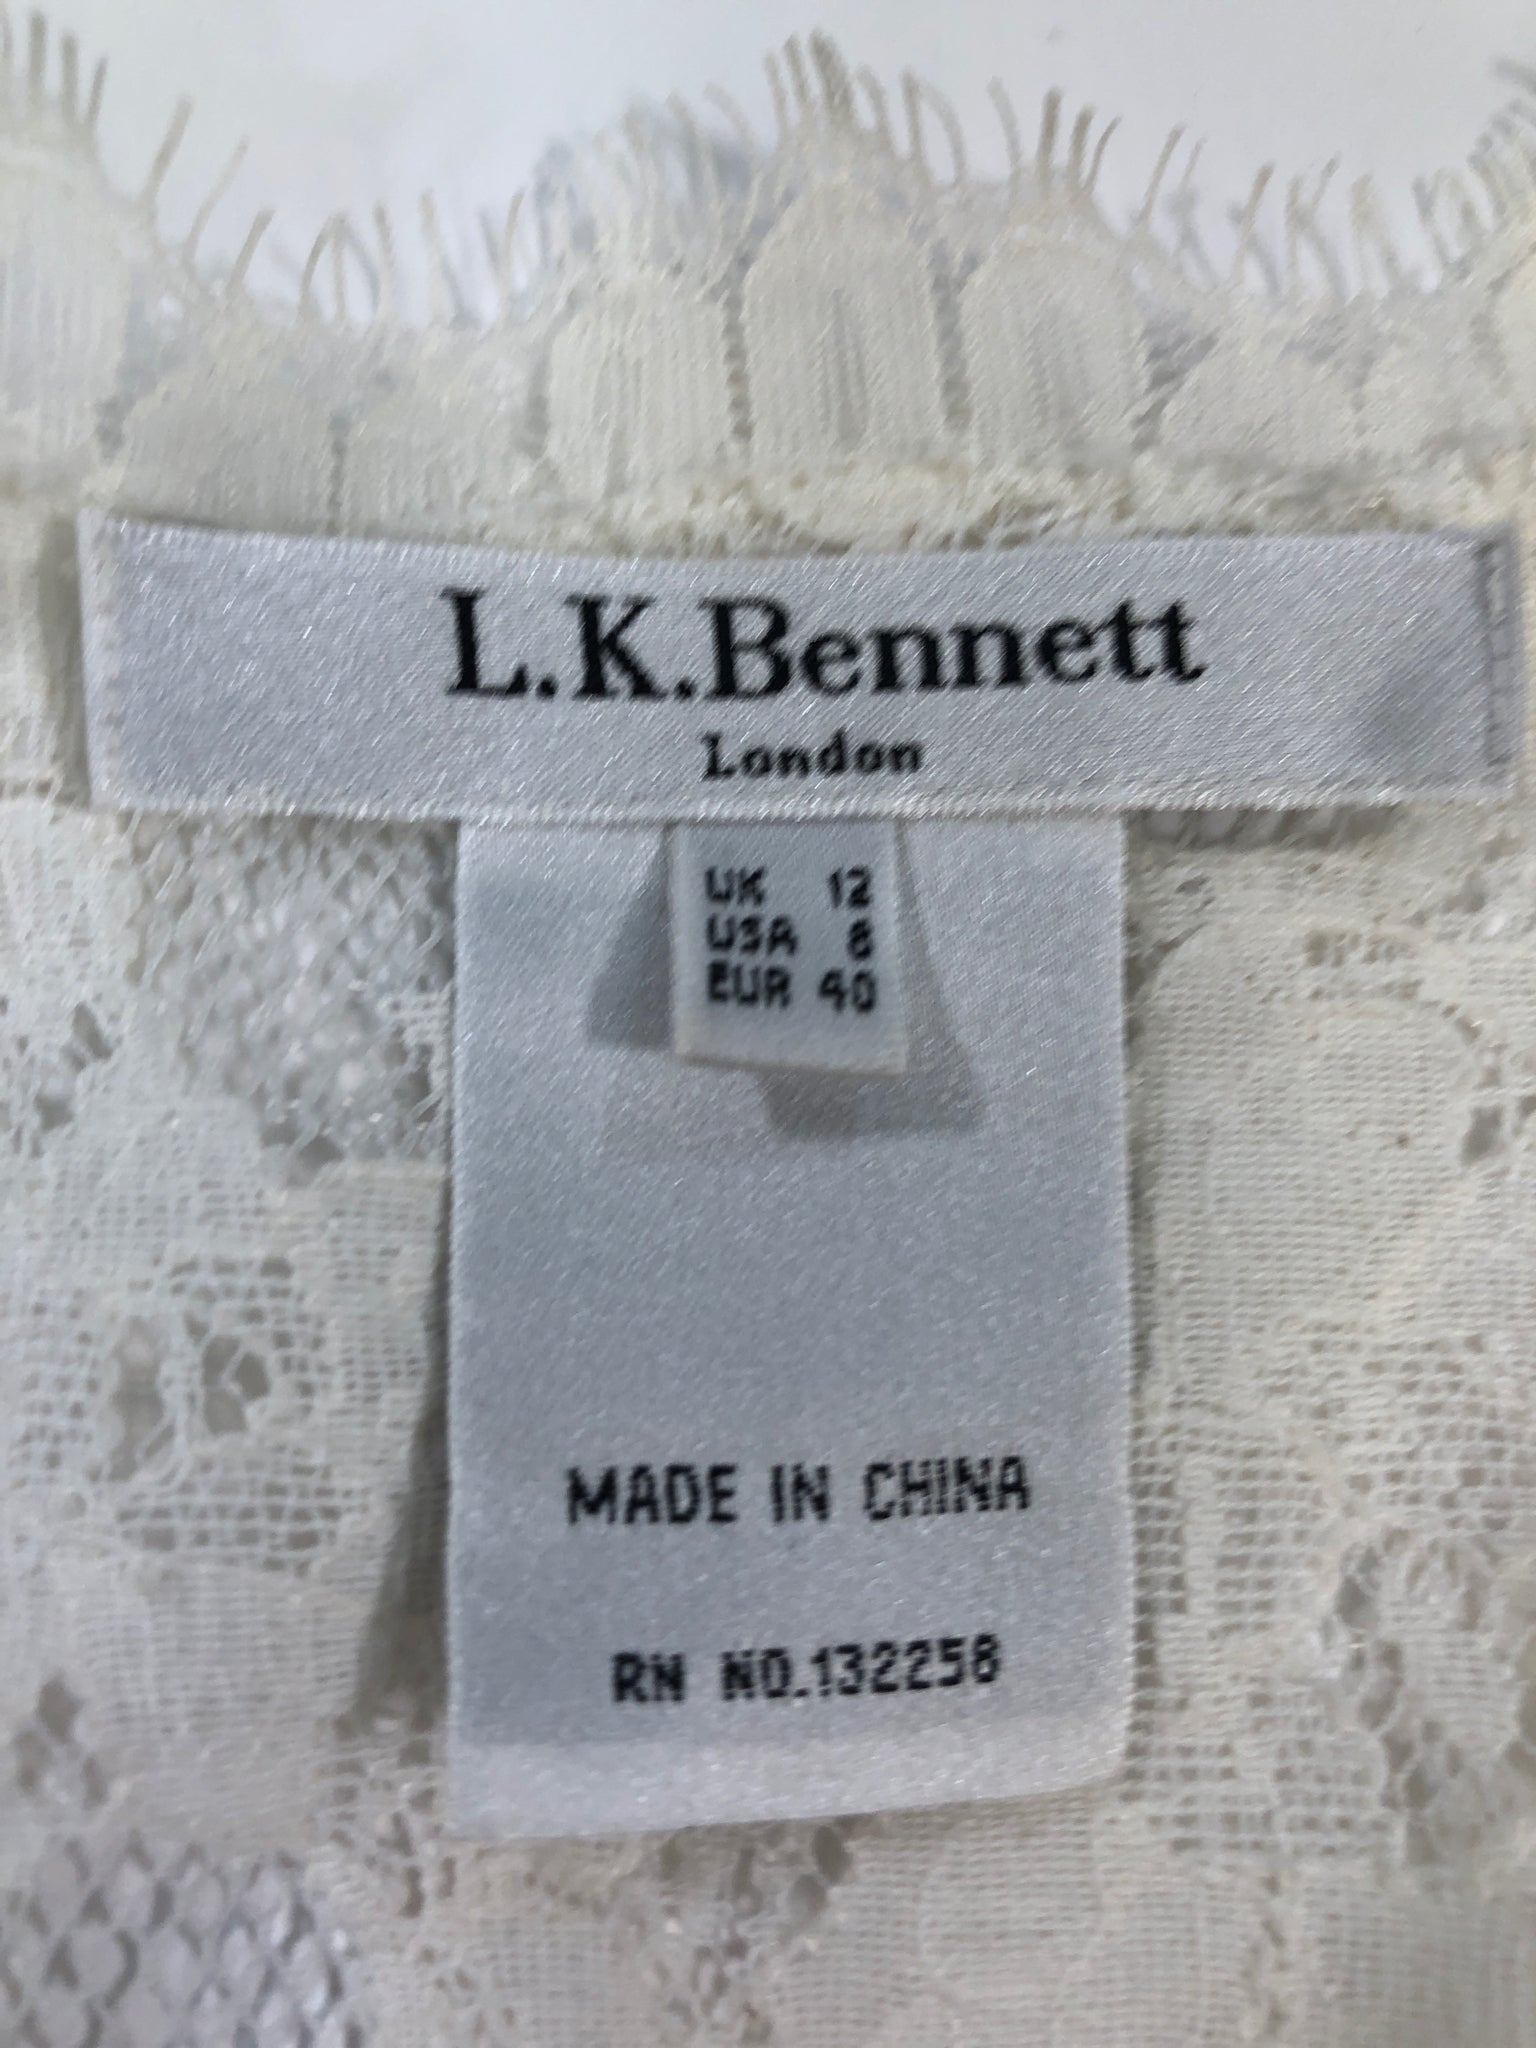 L.K.Bennett
London
UK 12
USA 8
EUR 40
MADE IN CHINA
RN NO.132258